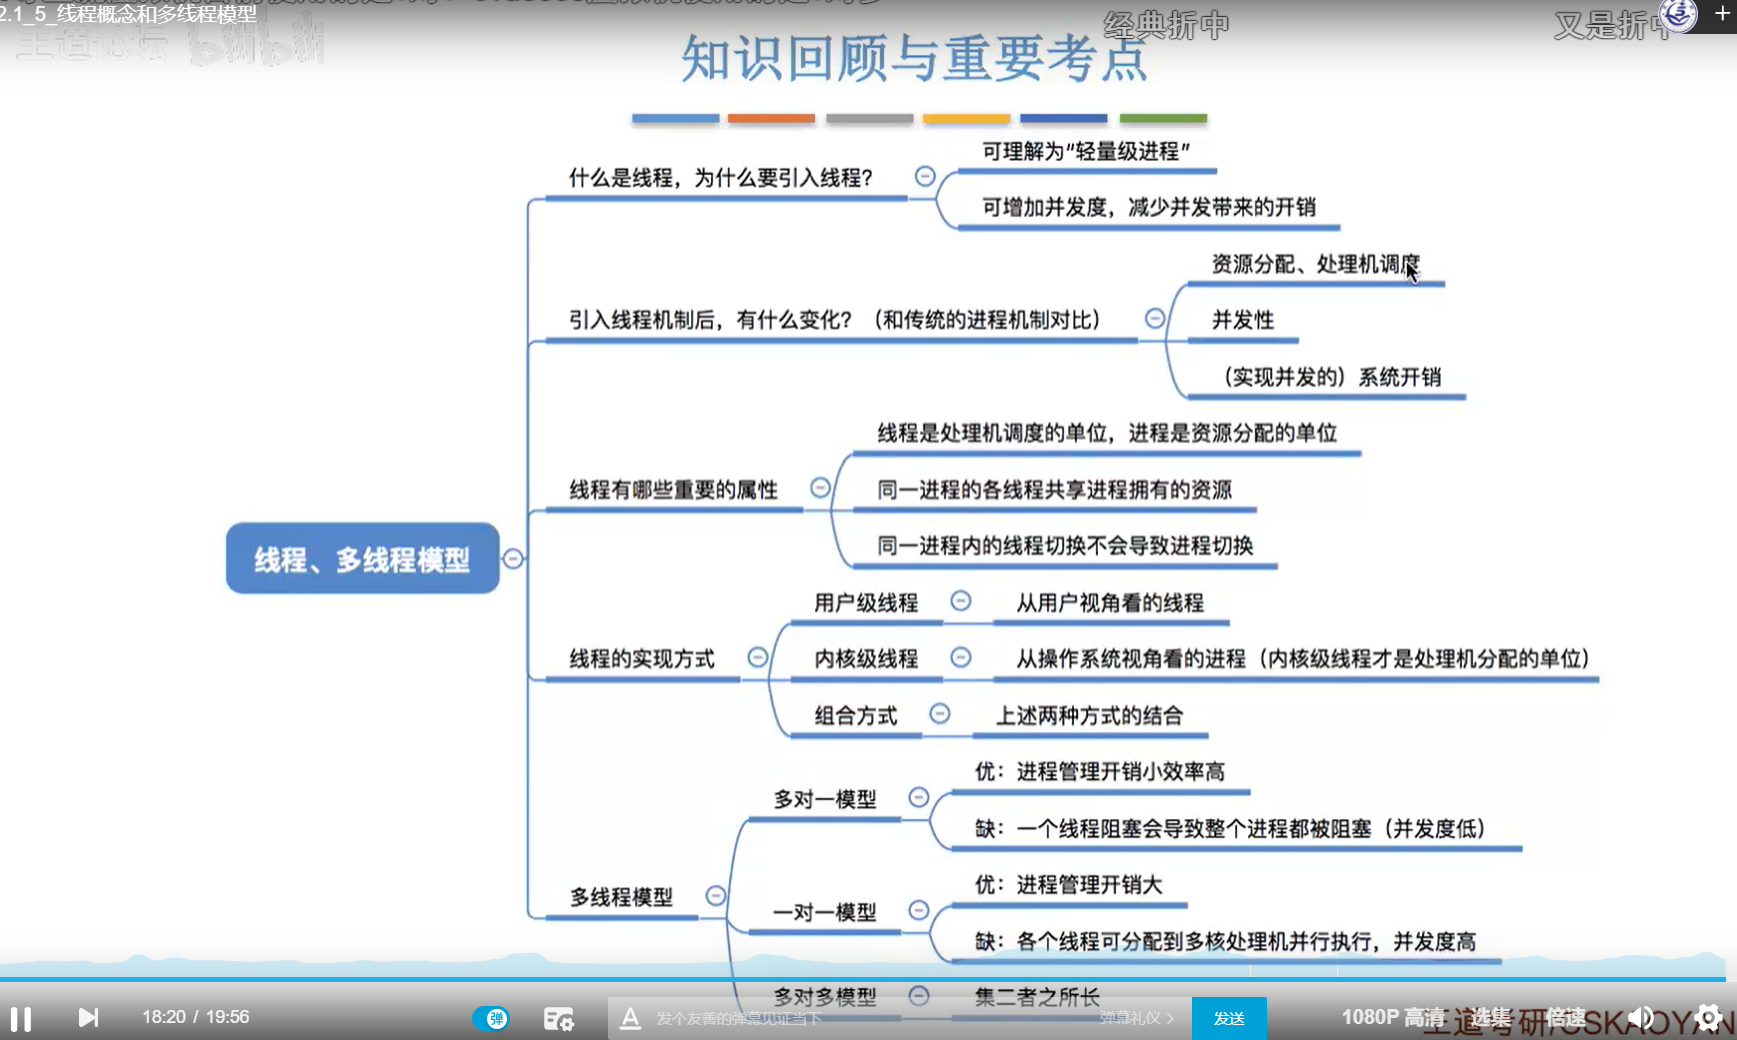 2.1_5_线程概念和多线程模型
王道论坛 bilibili
经典折中
又是折中
知识回顾与重要考点
什么是线程，为什么要引入线程？
可理解为“轻量级进程”
可增加并发度，减少并发带来的开销
引入线程机制后，有什么变化？（和传统的进程机制对比）
资源分配、处理机调度
并发性
（实现并发的）系统开销
线程有哪些重要的属性
线程是处理机调度的单位，进程是资源分配的单位
同一进程的各线程共享进程拥有的资源
同一进程内的线程切换不会导致进程切换
线程、多线程模型
线程的实现方式
用户级线程
从用户视角看的线程
内核级线程
从操作系统视角看的进程（内核级线程才是处理机分配的单位）
组合方式
上述两种方式的结合
多线程模型
多对一模型
优：进程管理开销小效率高
缺：一个线程阻塞会导致整个进程都被阻塞（并发度低）
一对一模型
优：进程管理开销大
缺：各个线程可分配到多核处理机并行执行，并发度高
多对多模型
集二者之所长
18:20 / 19:56
弹
发个友善的弹幕见证当下
弹幕礼仪
发送
1080P 高清
选集
倍速
王道考研/CSKAOYAN